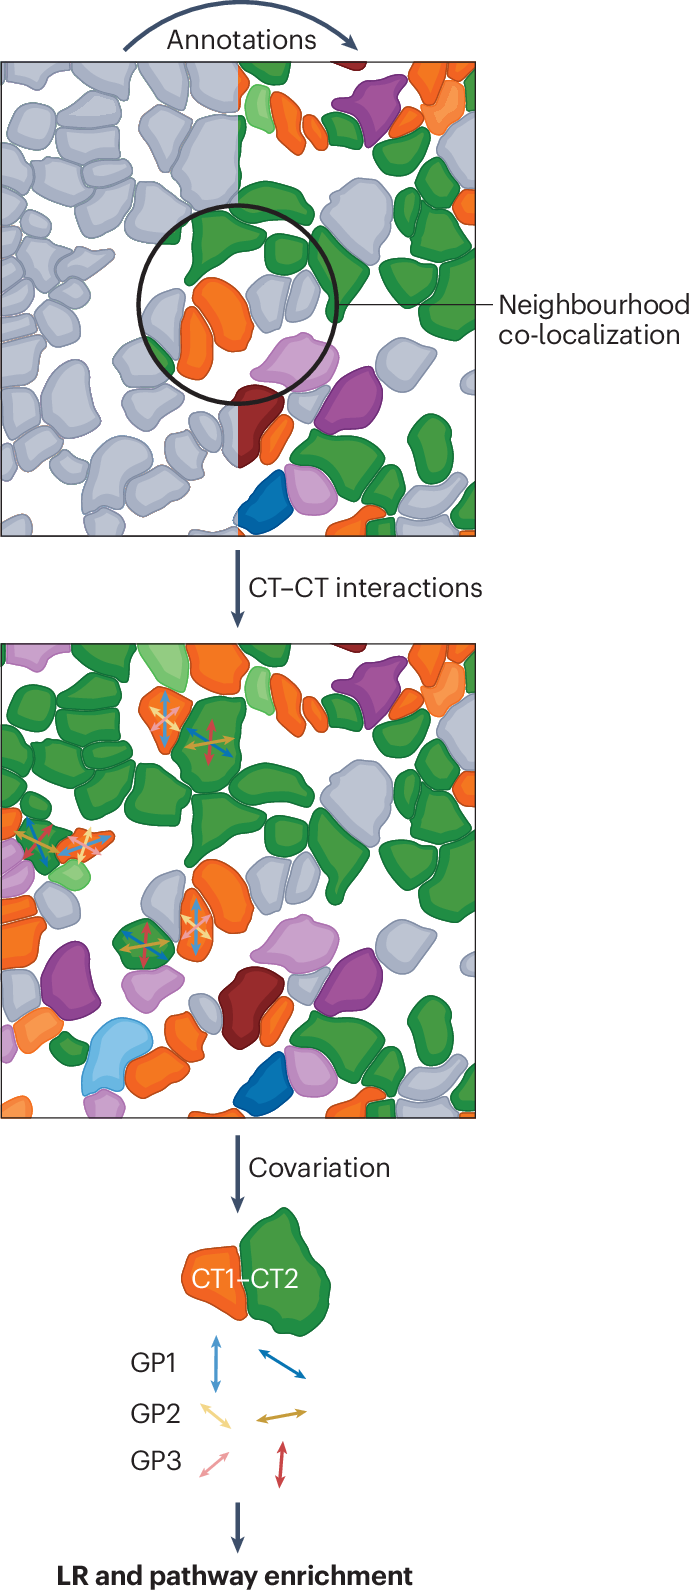 Annotations
Neighbourhood
co-localization
CT–CT interactions
Covariation
CT1–CT2
GP1
GP2
GP3
LR and pathway enrichment